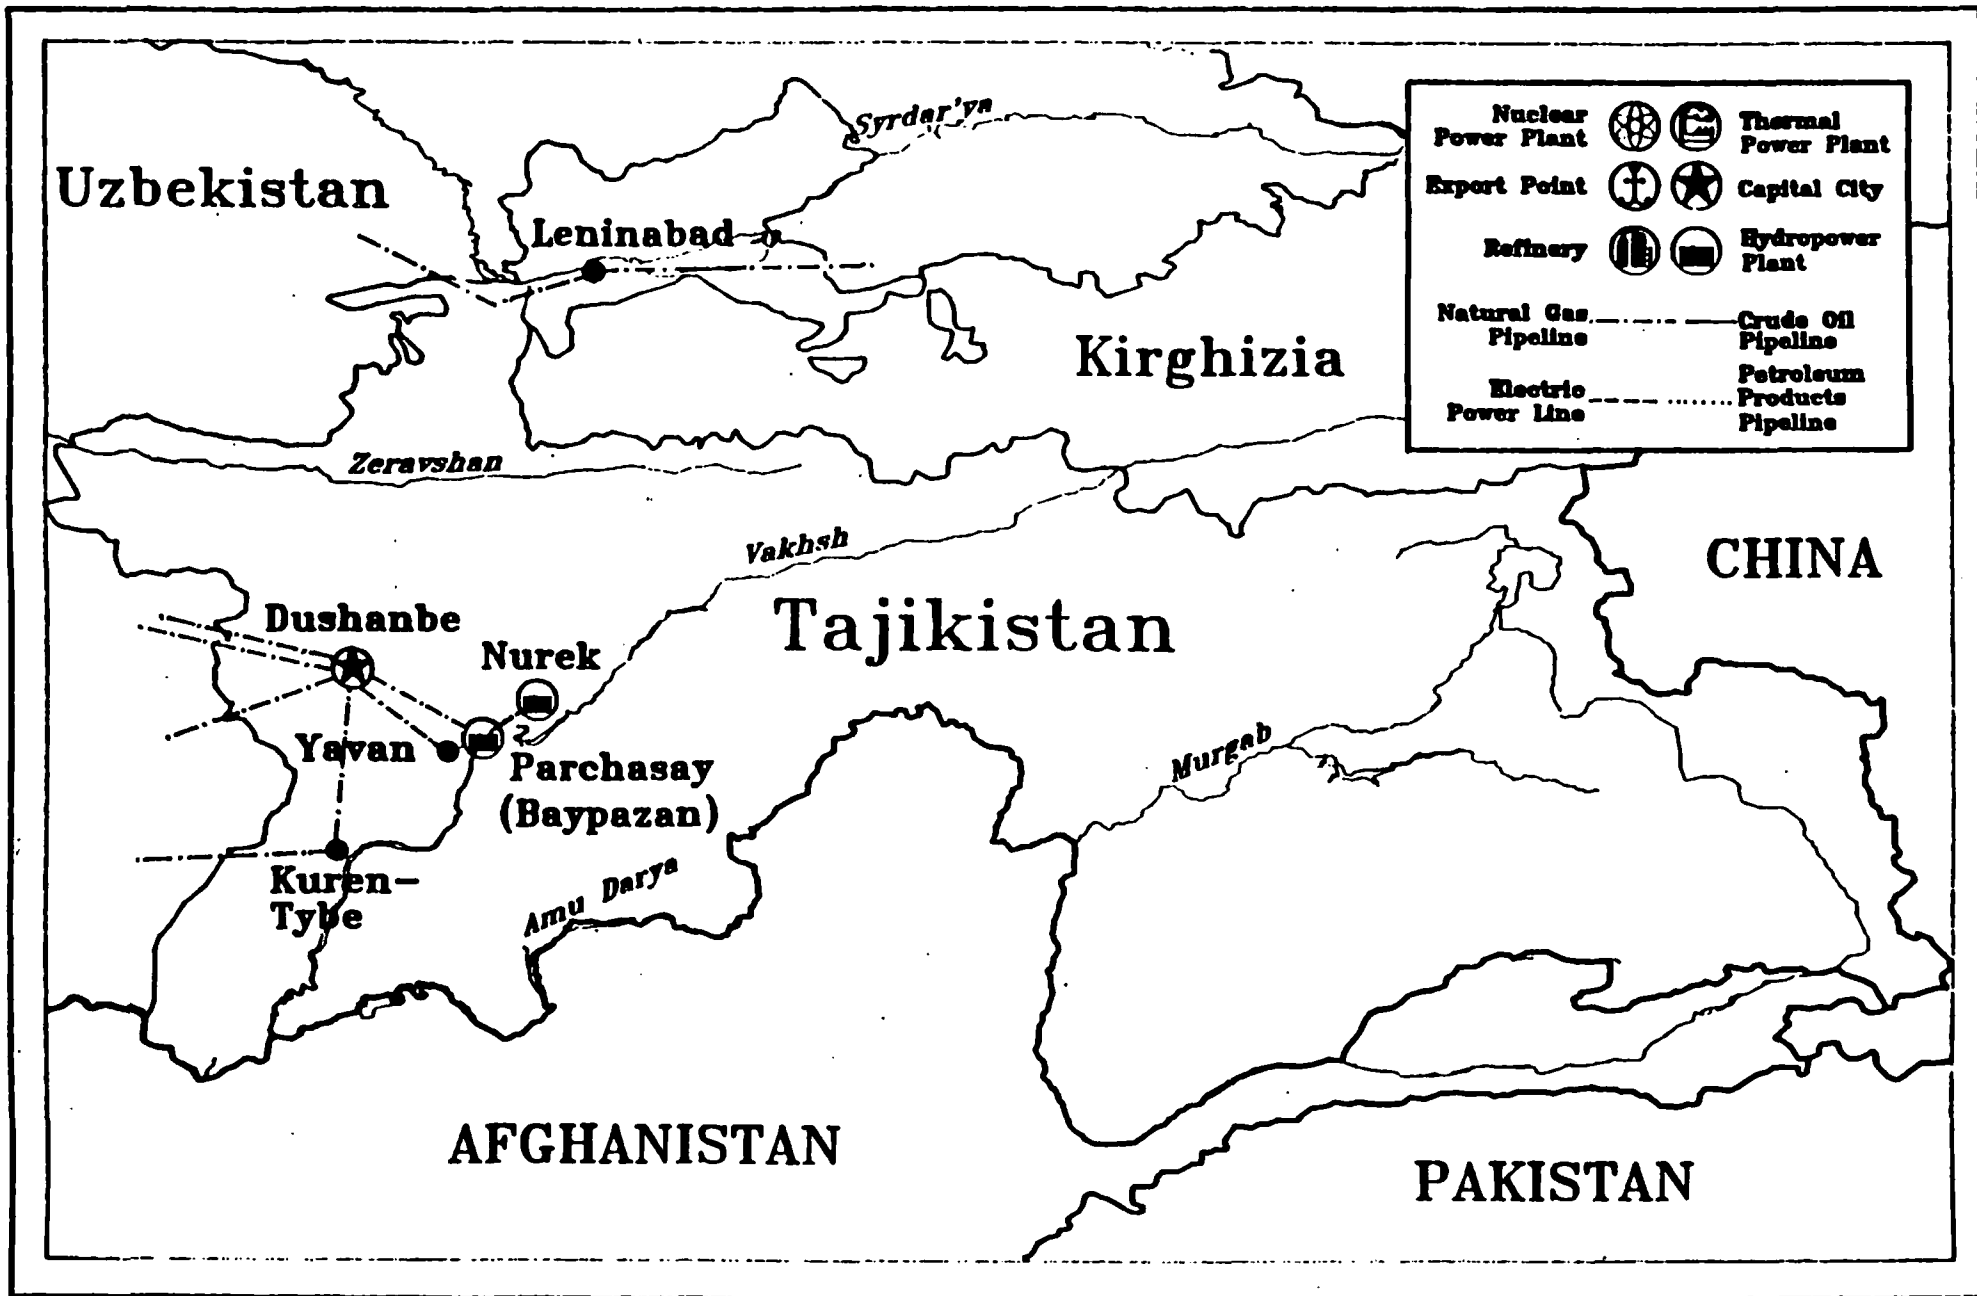 Uzbekistan
Syrdar'ya
Leninabad
Kirghizia
Zeravshan
Vakhsh
CHINA
Tajikistan
Dushanbe
Nurek
Yavan
Parchasay
(Baypazan)
Murgab
Kuren-
Tybe
Amu Darya
AFGHANISTAN
PAKISTAN
Nuclear
Power Plant
Thermal
Power Plant
Export Point
Capital City
Refinery
Hydropower
Plant
Natural Gas
Pipeline
Crude Oil
Pipeline
Electric
Power Line
Petroleum
Products
Pipeline